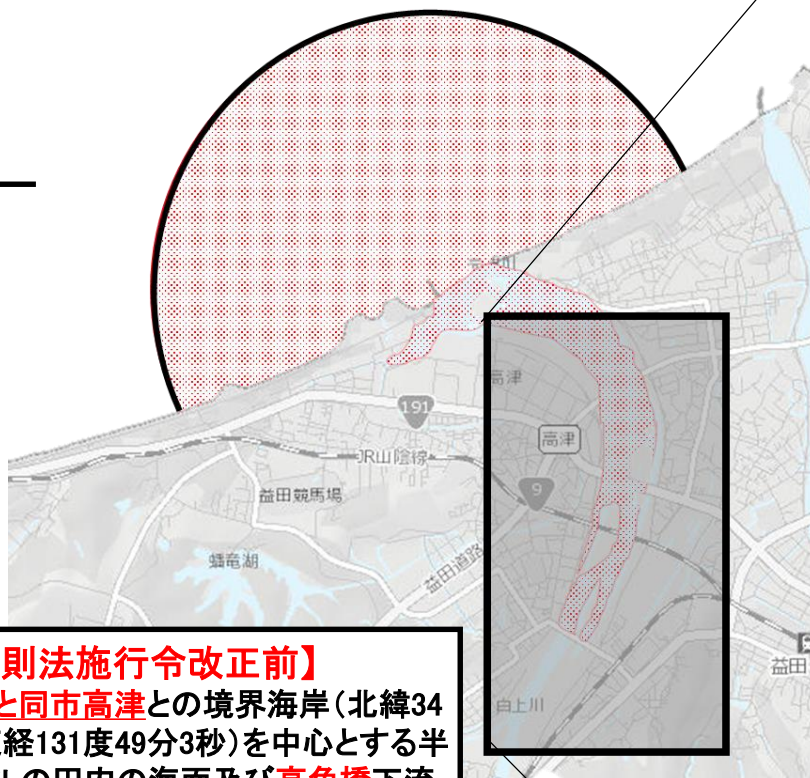 高津
191
高津
JR山陰線
9
益田競馬場
蟠竜湖
益田道路
益田
白上川
則法施行令改正前】
と同市高津との境界海岸（北緯34
経131度49分3秒）を中心とする半
の円内の海面及び高角橋下流